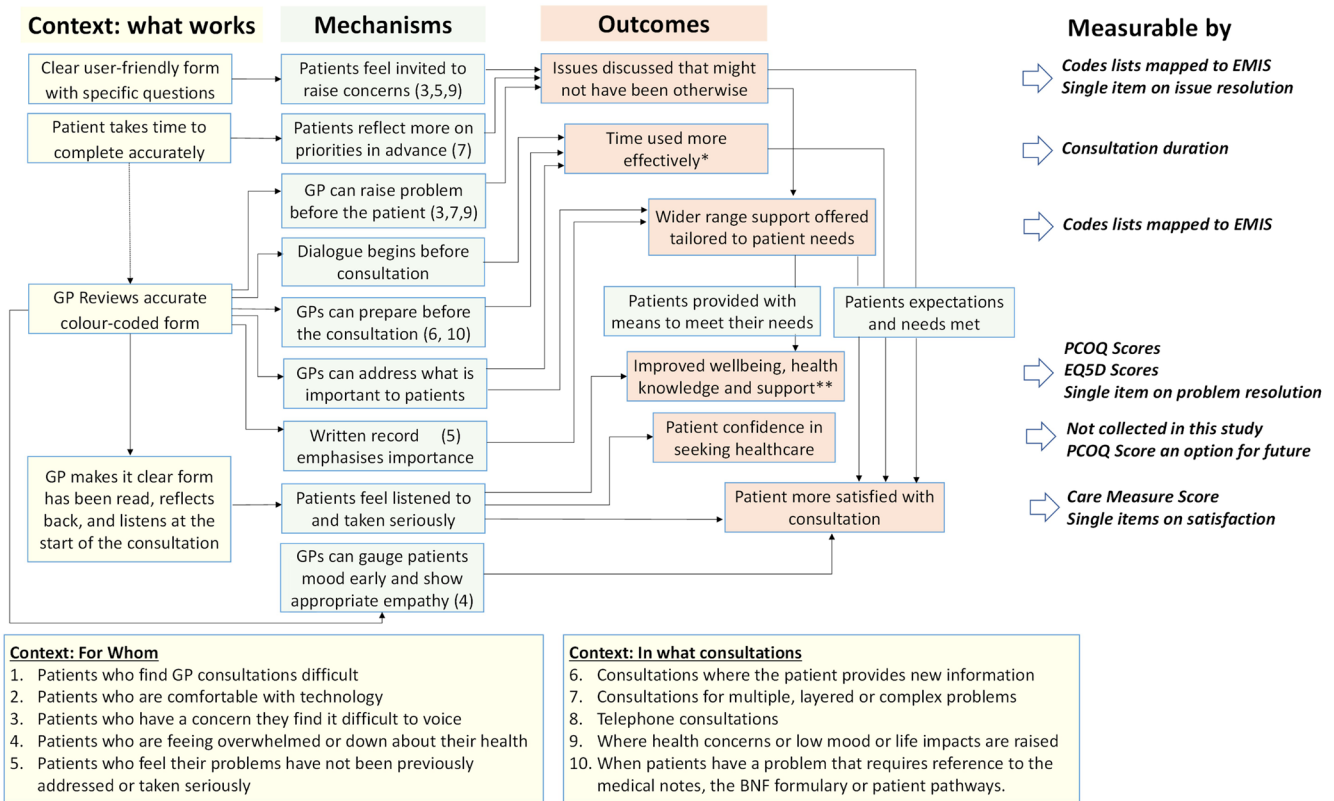 Context: what works
Mechanisms
Outcomes
Measurable by
Clear user-friendly form
with specific questions
Patient takes time to
complete accurately
GP Reviews accurate
colour-coded form
GP makes it clear form
has been read, reflects
back, and listens at the
start of the consultation
Patients feel invited to
raise concerns (3,5,9)
Patients reflect more on
priorities in advance (7)
GP can raise problem
before the patient (3,7,9)
Dialogue begins before
consultation
GPs can prepare before
the consultation (6, 10)
GPs can address what is
important to patients
Written record (5)
emphasises importance
Patients feel listened to
and taken seriously
GPs can gauge patients
mood early and show
appropriate empathy (4)
Issues discussed that might
not have been otherwise
Time used more
effectively*
Wider range support offered
tailored to patient needs
Patients provided with
means to meet their needs
Patients expectations
and needs met
Improved wellbeing, health
knowledge and support**
Patient confidence in
seeking healthcare
Patient more satisfied with
consultation
Codes lists mapped to EMIS
Single item on issue resolution
Consultation duration
Codes lists mapped to EMIS
PCOQ Scores
EQ5D Scores
Single item on problem resolution
Not collected in this study
PCOQ Score an option for future
Care Measure Score
Single items on satisfaction
Context: For Whom
1. Patients who find GP consultations difficult
2. Patients who are comfortable with technology
3. Patients who have a concern they find it difficult to voice
4. Patients who are feeing overwhelmed or down about their health
5. Patients who feel their problems have not been previously
addressed or taken seriously
Context: In what consultations
6. Consultations where the patient provides new information
7. Consultations for multiple, layered or complex problems
8. Telephone consultations
9. Where health concerns or low mood or life impacts are raised
10. When patients have a problem that requires reference to the
medical notes, the BNF formulary or patient pathways.